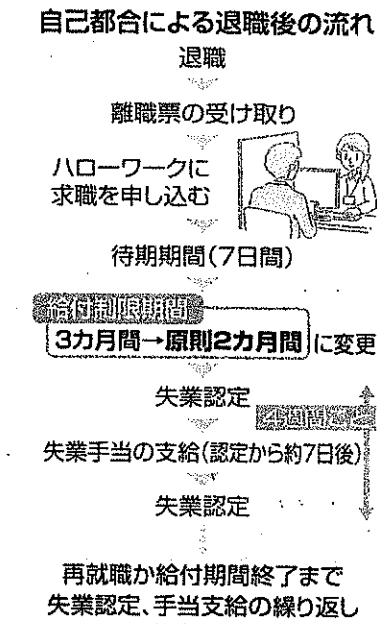 自己都合による退職後の流れ
退職
離職票の受け取り
ハローワークに
求職を申し込む
待期期間(7日間)
給付制限期間
3カ月間→原則2カ月間に変更
失業認定
4週間
失業手当の支給(認定から約7日後)
失業認定
再就職か給付期間終了まで
失業認定、手当支給の繰り返し